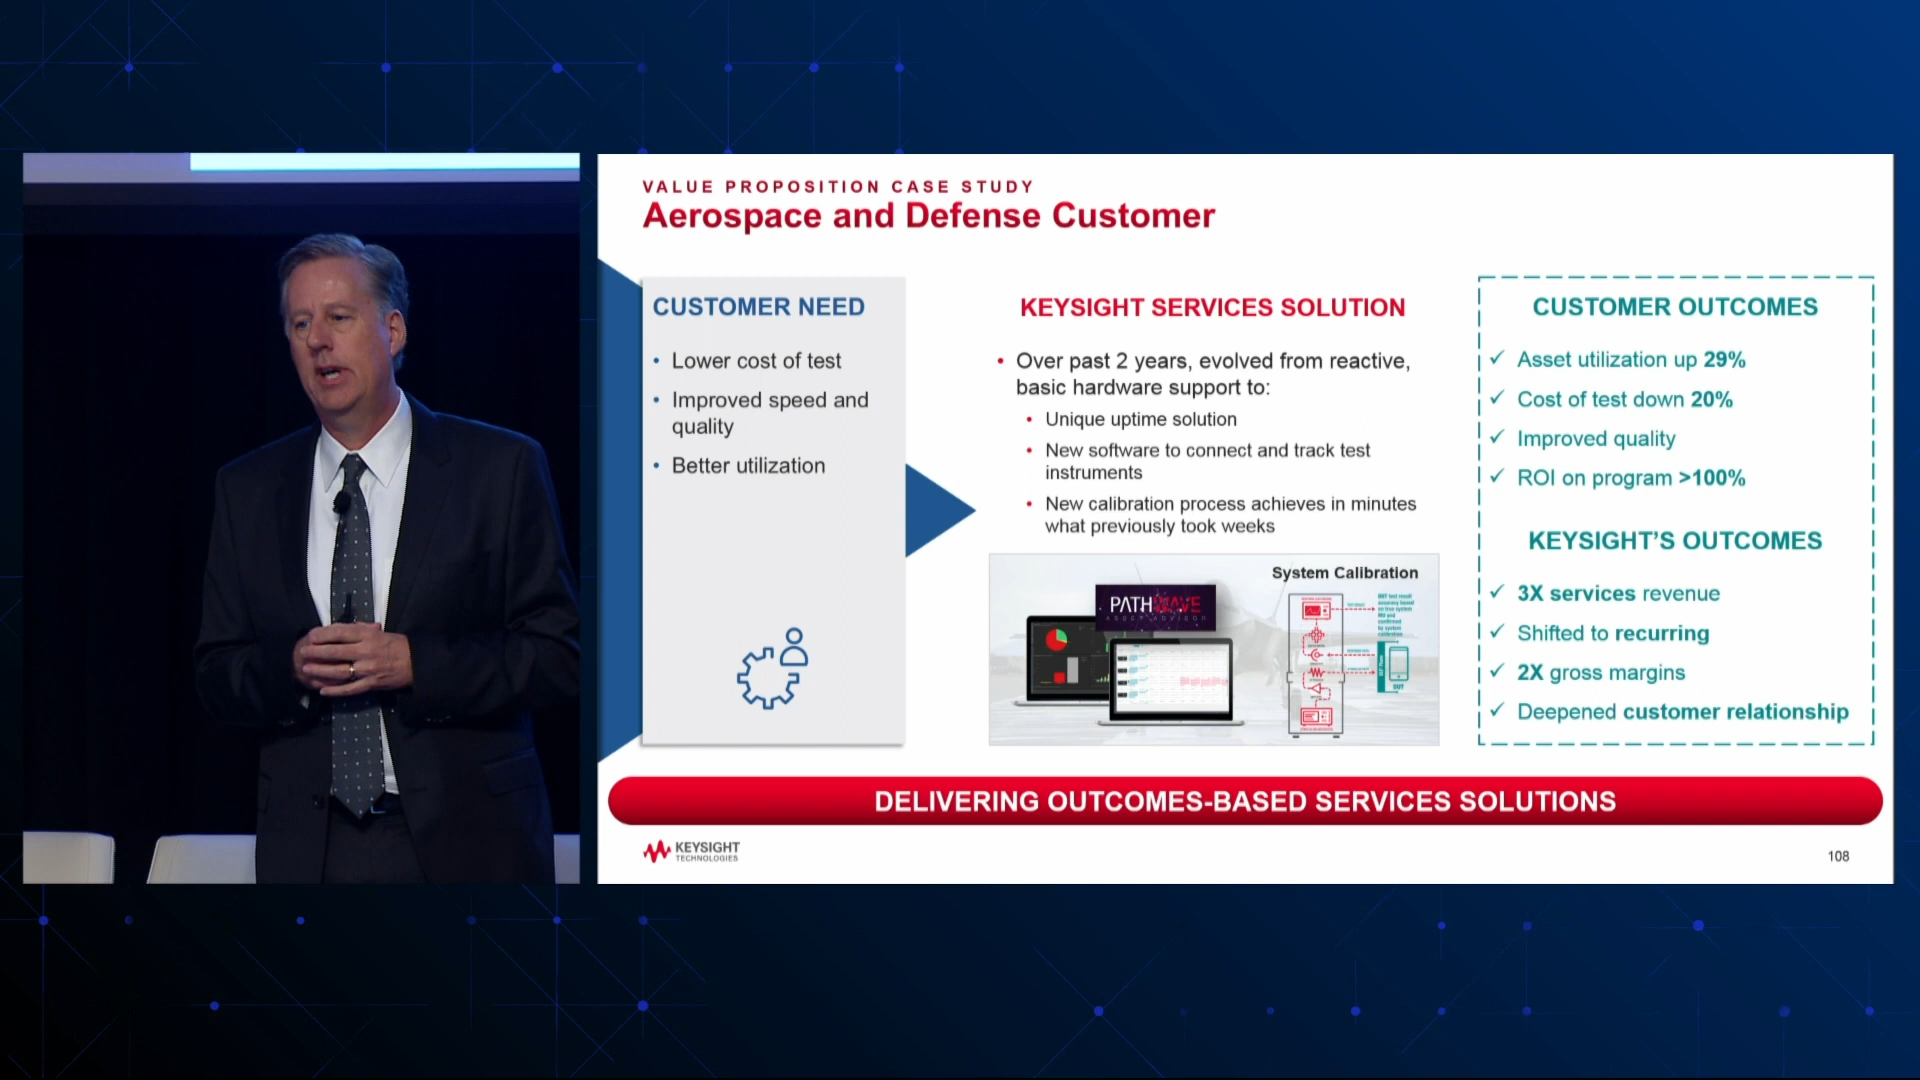 VALUE PROPOSITION CASE STUDY
Aerospace and Defense Customer
CUSTOMER NEED
• Lower cost of test
• Improved speed and
quality
• Better utilization
KEYSIGHT SERVICES SOLUTION
• Over past 2 years, evolved from reactive,
basic hardware support to:
• Unique uptime solution
• New software to connect and track test
instruments
• New calibration process achieves in minutes
what previously took weeks
System Calibration
PATHWAVE
ASSET ADVISOR
DUT
CUSTOMER OUTCOMES
✓ Asset utilization up 29%
✓ Cost of test down 20%
✓ Improved quality
✓ ROI on program >100%
KEYSIGHT'S OUTCOMES
✓ 3X services revenue
✓ Shifted to recurring
✓ 2X gross margins
✓ Deepened customer relationship
DELIVERING OUTCOMES-BASED SERVICES SOLUTIONS
KEYSIGHT
TECHNOLOGIES
108